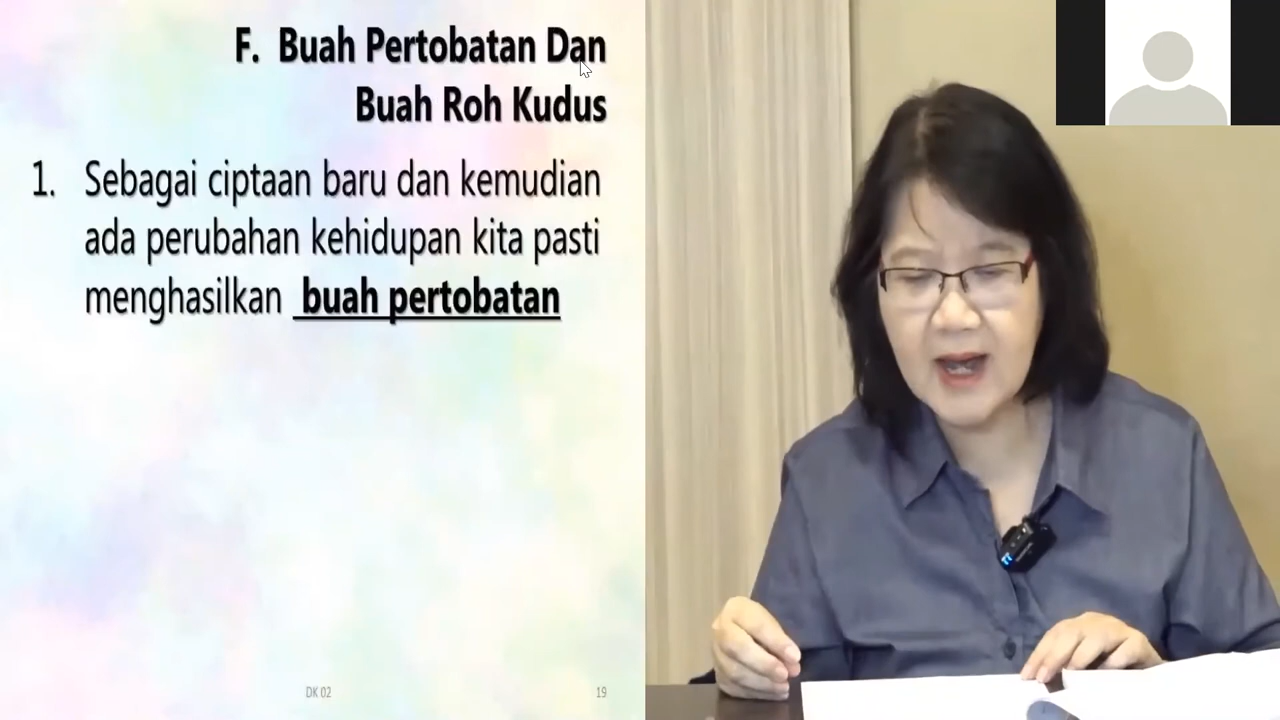 F. Buah Pertobatan Dan
Buah Roh Kudus
1. Sebagai ciptaan baru dan kemudian
ada perubahan kehidupan kita pasti
menghasilkan buah pertobatan
DK 02
19